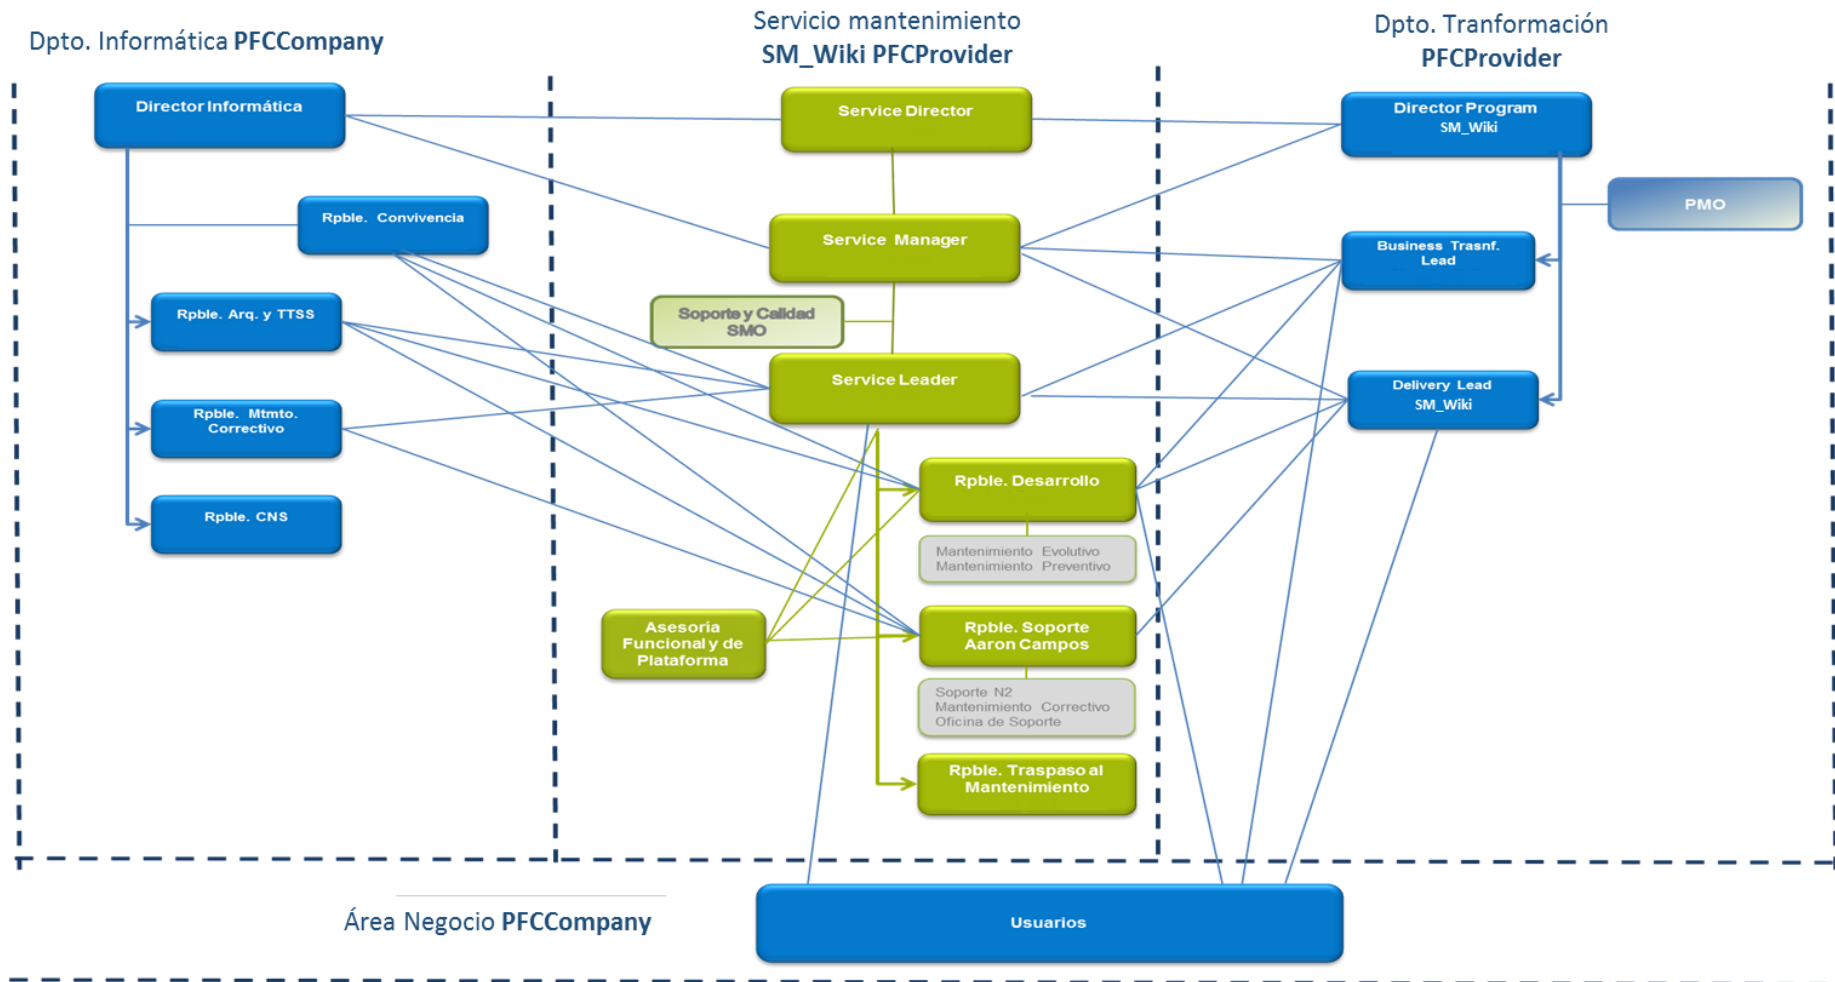 Dpto. Informática PFCCompany
Servicio mantenimiento
SM_Wiki PFCProvider
Dpto. Tranformación
PFCProvider
Director Informática
Rpble. Convivencia
Rpble. Arq. y TTSS
Rpble. Mtmto.
Correctivo
Rpble. CNS
Service Director
Service Manager
Soporte y Calidad
SMO
Service Leader
Rpble. Desarrollo
Mantenimiento Evolutivo
Mantenimiento Preventivo
Asesoría
Funcional y de
Plataforma
Rpble. Soporte
Aaron Campos
Soporte N2
Mantenimiento Correctivo
Oficina de Soporte
Rpble. Traspaso al
Mantenimiento
Director Program
SM_Wiki
PMO
Business Trasnf.
Lead
Delivery Lead
SM_Wiki
Área Negocio PFCCompany
Usuarios